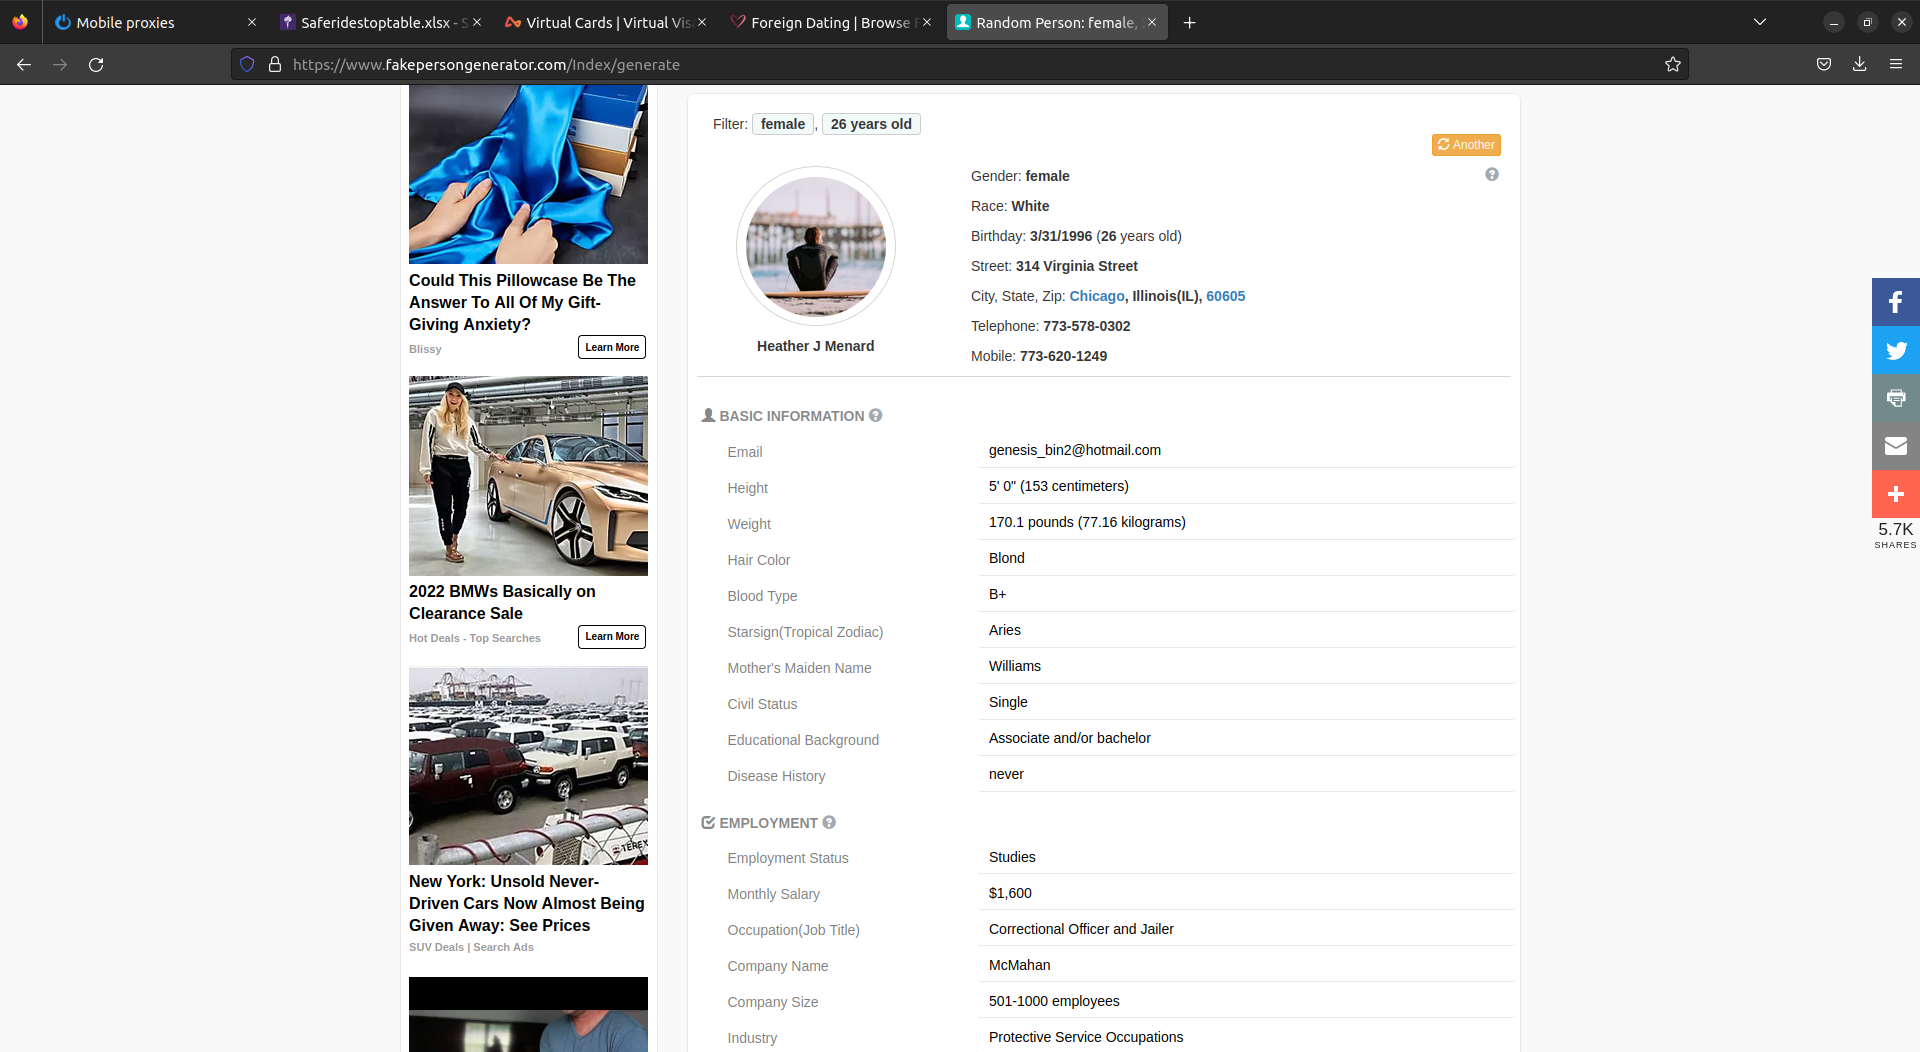 Mobile proxies
Saferidestoptable.xlsx - S
Virtual Cards | Virtual Vis
Foreign Dating | Browse F
Random Person: female,
https://www.fakepersongenerator.com/Index/generate
Could This Pillowcase Be The
Answer To All Of My Gift-
Giving Anxiety?
Blissy
Learn More
2022 BMWs Basically on
Clearance Sale
Hot Deals - Top Searches
Learn More
MSC
TEREX
New York: Unsold Never-
Driven Cars Now Almost Being
Given Away: See Prices
SUV Deals | Search Ads
Filter: female, 26 years old
Another
Heather J Menard
Gender: female
Race: White
Birthday: 3/31/1996 (26 years old)
Street: 314 Virginia Street
City, State, Zip: Chicago, Illinois(IL), 60605
Telephone: 773-578-0302
Mobile: 773-620-1249
BASIC INFORMATION
Email genesis_bin2@hotmail.com
Height 5' 0" (153 centimeters)
Weight 170.1 pounds (77.16 kilograms)
Hair Color Blond
Blood Type B+
Starsign(Tropical Zodiac) Aries
Mother's Maiden Name Williams
Civil Status Single
Educational Background Associate and/or bachelor
Disease History never
EMPLOYMENT
Employment Status Studies
Monthly Salary $1,600
Occupation(Job Title) Correctional Officer and Jailer
Company Name McMahan
Company Size 501-1000 employees
Industry Protective Service Occupations
5.7K
SHARES